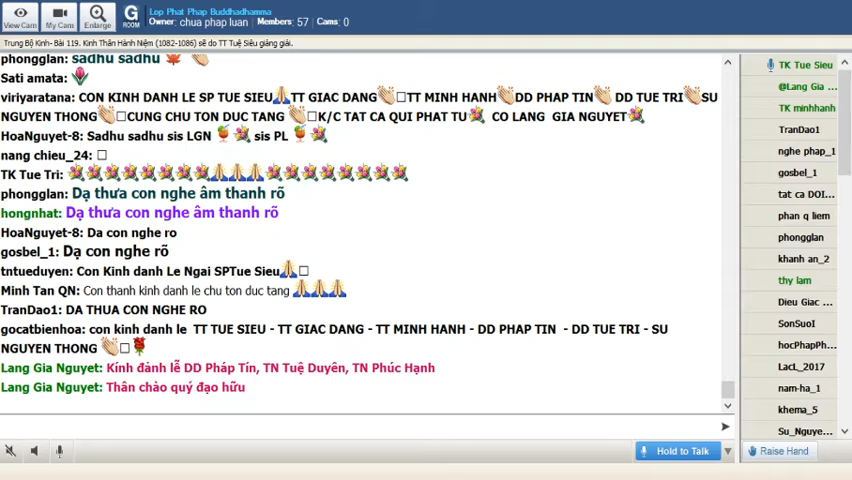 View Cam
My Cam
Enlarge
G
ROOM
Lop Phat Phap Buddhadhamma
Owner: chua phap luan Members: 57 Cams: 0
Trung Bộ Kinh- Bài 119. Kinh Thân Hành Niệm (1082-1086) sẽ do TT Tuệ Siêu giảng giải.
phongglan: sadhu sadhu
Sati amata:
viriyaratana: CON KINH DANH LE SP TUE SIEU🙏TT GIAC DANG👏□TT MINH HANH👏DD PHAP TIN👏 DD TUE TRI👏SU
NGUYEN THONG👏□CUNG CHU TON DUC TANG 👏□K/C TAT CA QUI PHAT TU💐 CO LANG GIA NGUYET💐
HoaNguyet-8: Sadhu sadhu sis LGN 🍹💐 sis PL 🍹💐
nang chieu_24: □
TK Tue Tri: 💐💐💐💐💐💐💐💐💐🙏🙏🙏💐💐💐💐💐💐💐💐💐
phongglan: Dạ thưa con nghe âm thanh rõ
hongnhat: Dạ thưa con nghe âm thanh rõ
HoaNguyet-8: Da con nghe ro
gosbel_1: Dạ con nghe rõ
tntueduyen: Con Kinh danh Le Ngai SPTue Sieu🙏□
Minh Tan QN: Con thanh kinh danh le chu ton duc tang 🙏🙏🙏
TranDao1: DA THUA CON NGHE RO
gocatbienhoa: con kinh danh le TT TUE SIEU - TT GIAC DANG - TT MINH HANH - DD PHAP TIN - DD TUE TRI - SU
NGUYEN THONG 👏□🌹
Lang Gia Nguyet: Kính đảnh lễ DD Pháp Tín, TN Tuệ Duyên, TN Phúc Hạnh
Lang Gia Nguyet: Thân chào quý đạo hữu
Hold to Talk
TK Tue Sieu
@Lang Gia ...
TK minhhanh
TranDao1
nghe phap_1
gosbel_1
tat ca DOI...
phan q liem
phongglan
khanh an_2
thy lam
Dieu Giac ...
SonSuoI
hocPhapPh...
LacL_2017
nam-ha_1
khema_5
Su_Nguye...
Raise Hand